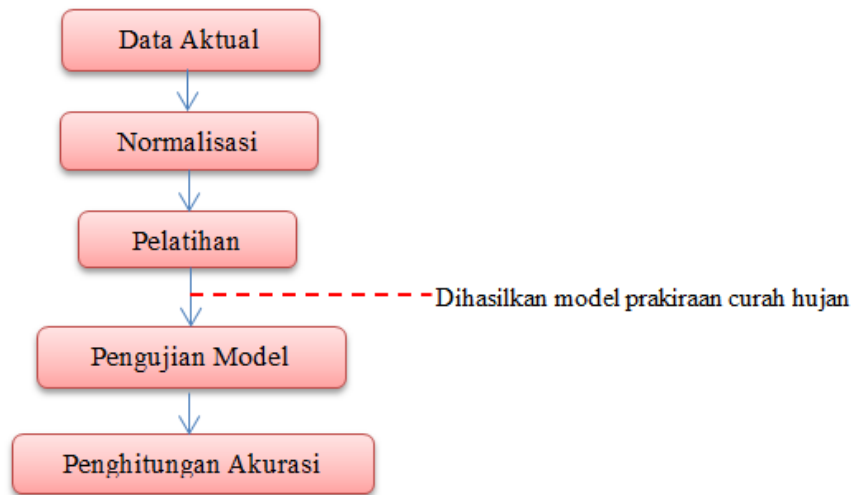 Data Aktual
Normalisasi
Pelatihan
Dihasilkan model prakiraan curah hujan
Pengujian Model
Penghitungan Akurasi